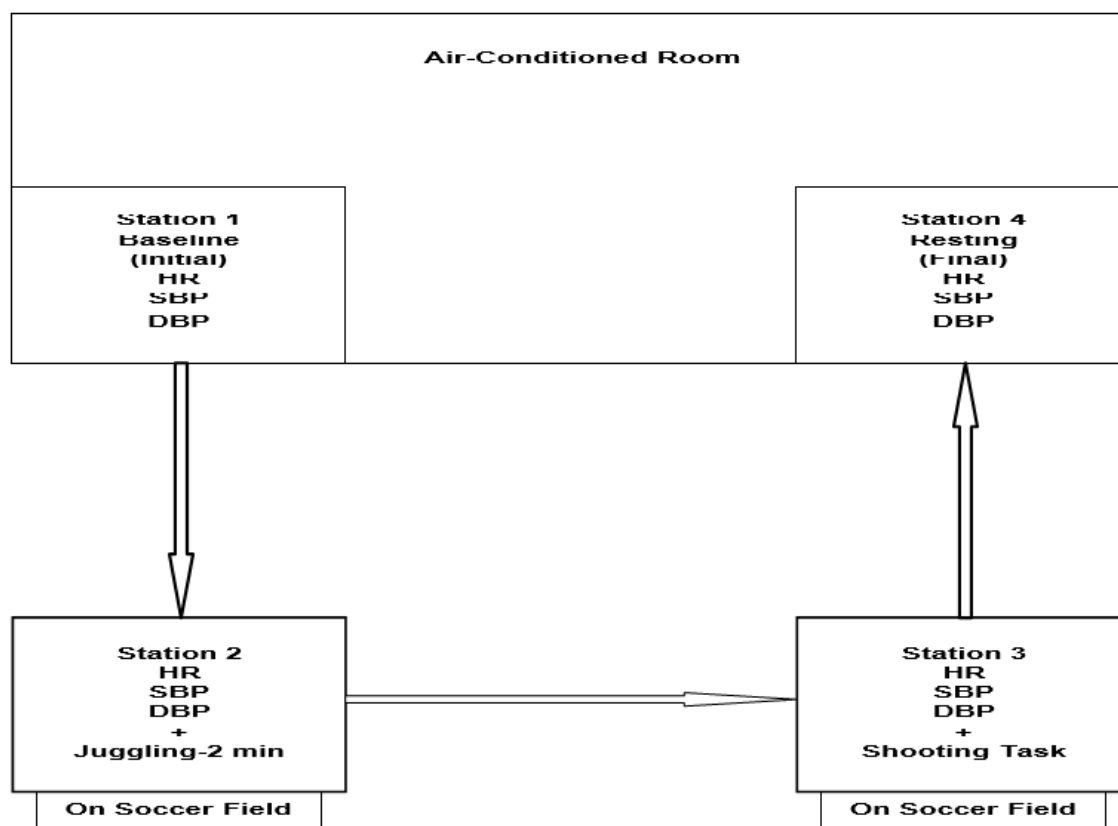 Air-Conditioned Room
Station 1
Baseline
(Initial)
HR
SBP
DBP
Station 4
Resting
(Final)
HR
SBP
DBP
Station 2
HR
SBP
DBP
+
Juggling-2 min
On Soccer Field
Station 3
HR
SBP
DBP
+
Shooting Task
On Soccer Field